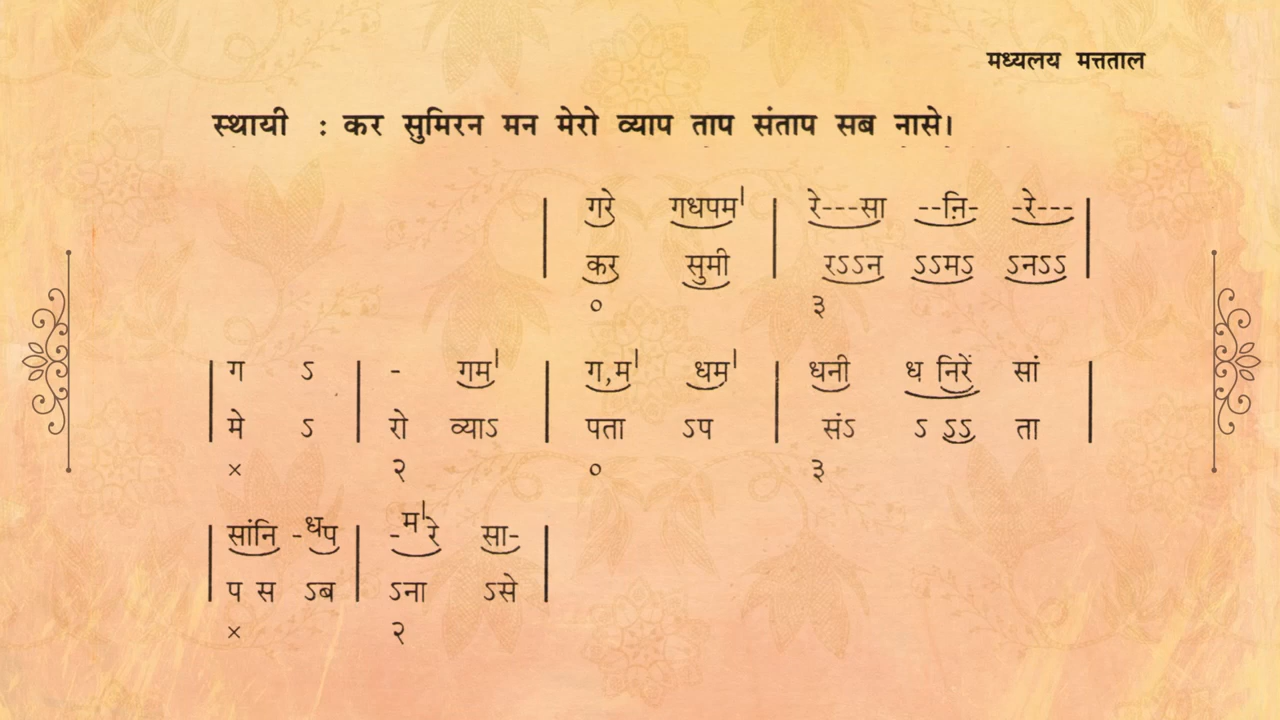 मध्यलय मत्तताल
स्थायी : कर सुमिरन मन मेरो व्याप ताप संताप सब नासे।
| गरे गधपम॑ | रे---सा --ऩि- -रे--- |
कर सुमी रऽऽन ऽऽमऽ ऽनऽऽ
० ३
| ग ऽ | - गम॑ | ग,म॑ धम॑ | धनी ध निरें सां |
मे ऽ रो व्याऽ पता ऽप संऽ ऽ ऽऽ ता
× २ ० ३
| सांनि -धप | -म॑रे सा- |
प स ऽब ऽना ऽसे
× २